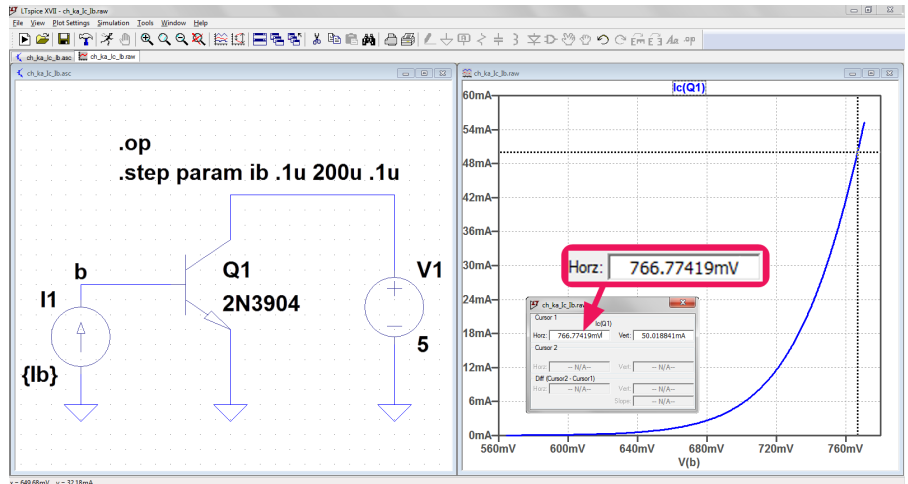 LTspice XVII - ch_ka_Ic_Ib.raw
File View Plot Settings Simulation Tools Window Help
ch_ka_Ic_Ib.asc ch_ka_Ic_Ib.raw
ch_ka_Ic_Ib.asc
.op
.step param ib .1u 200u .1u
b
Q1
V1
I1
2N3904
5
{Ib}
ch_ka_Ic_Ib.raw
Ic(Q1)
60mA
54mA
48mA
42mA
36mA
30mA
24mA
18mA
12mA
6mA
0mA
Horz: 766.77419mV
ch_ka_Ic_Ib.raw
Cursor 1
Ic(Q1)
Horz: 766.77419mV Vert: 50.018841mA
Cursor 2
Horz: -- N/A-- Vert: -- N/A--
Diff (Cursor2 - Cursor1)
Horz: -- N/A-- Vert: -- N/A--
Slope: -- N/A--
560mV 600mV 640mV 680mV 720mV 760mV
V(b)
x = 649.68mV y = 32.18mA